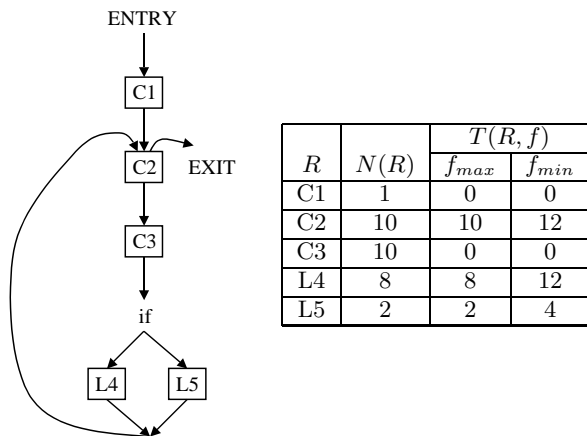 ENTRY
C1
C2
EXIT
C3
if
L4 L5
T(R, f)
R N(R) f_max f_min
C1 1 0 0
C2 10 10 12
C3 10 0 0
L4 8 8 12
L5 2 2 4